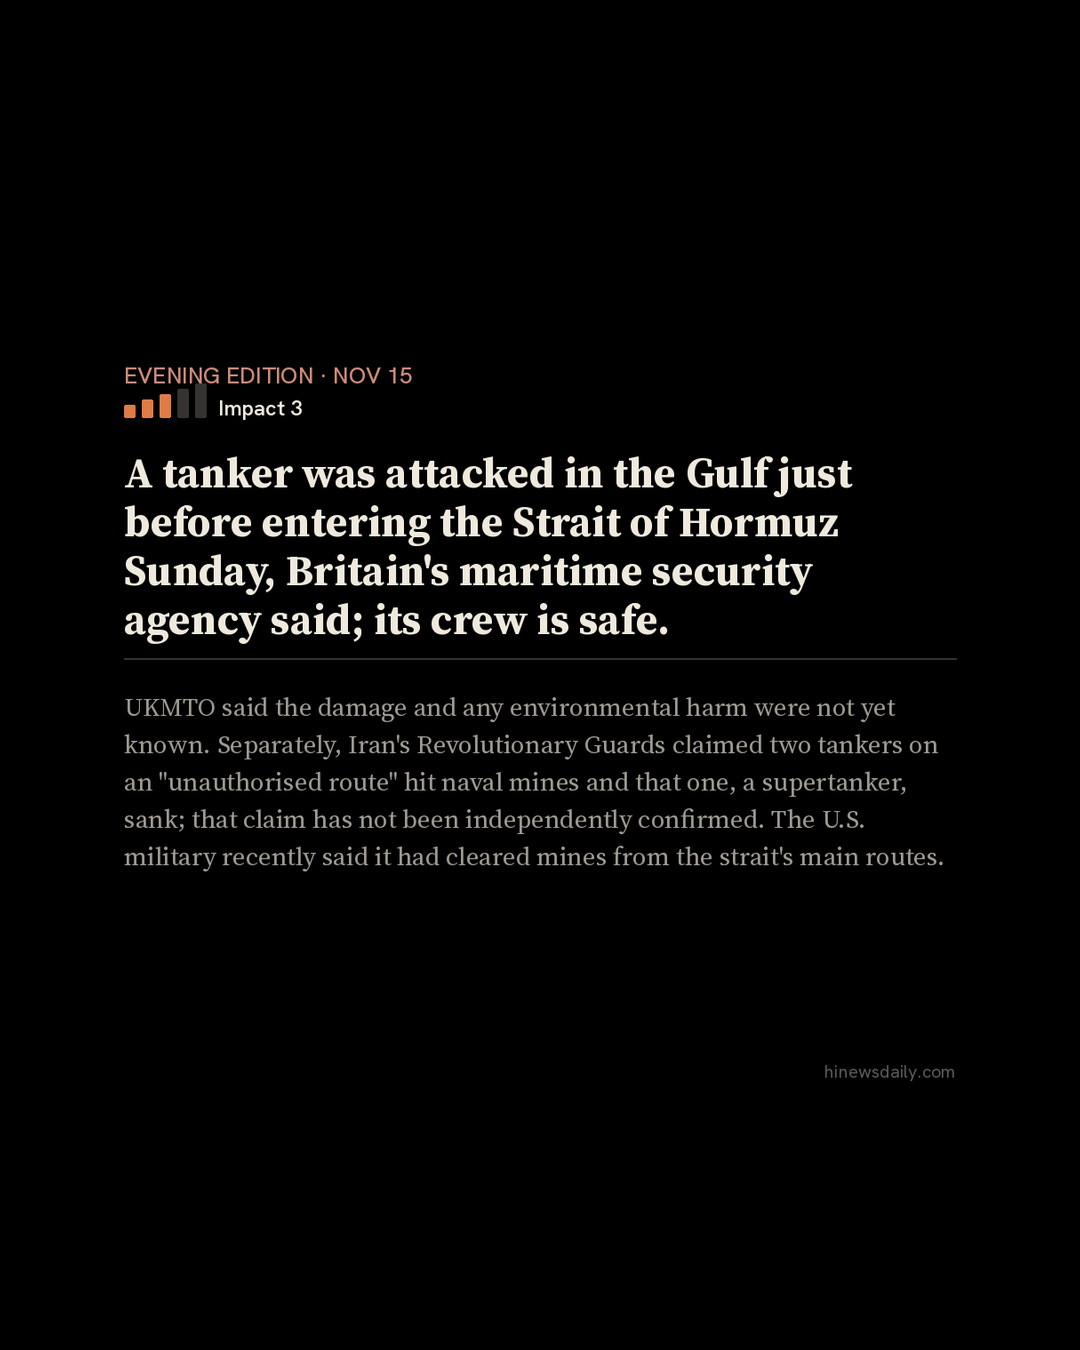 EVENING EDITION · NOV 15
Impact 3
A tanker was attacked in the Gulf just
before entering the Strait of Hormuz
Sunday, Britain's maritime security
agency said; its crew is safe.
UKMTO said the damage and any environmental harm were not yet
known. Separately, Iran's Revolutionary Guards claimed two tankers on
an "unauthorised route" hit naval mines and that one, a supertanker,
sank; that claim has not been independently confirmed. The U.S.
military recently said it had cleared mines from the strait's main routes.
hinewsdaily.com